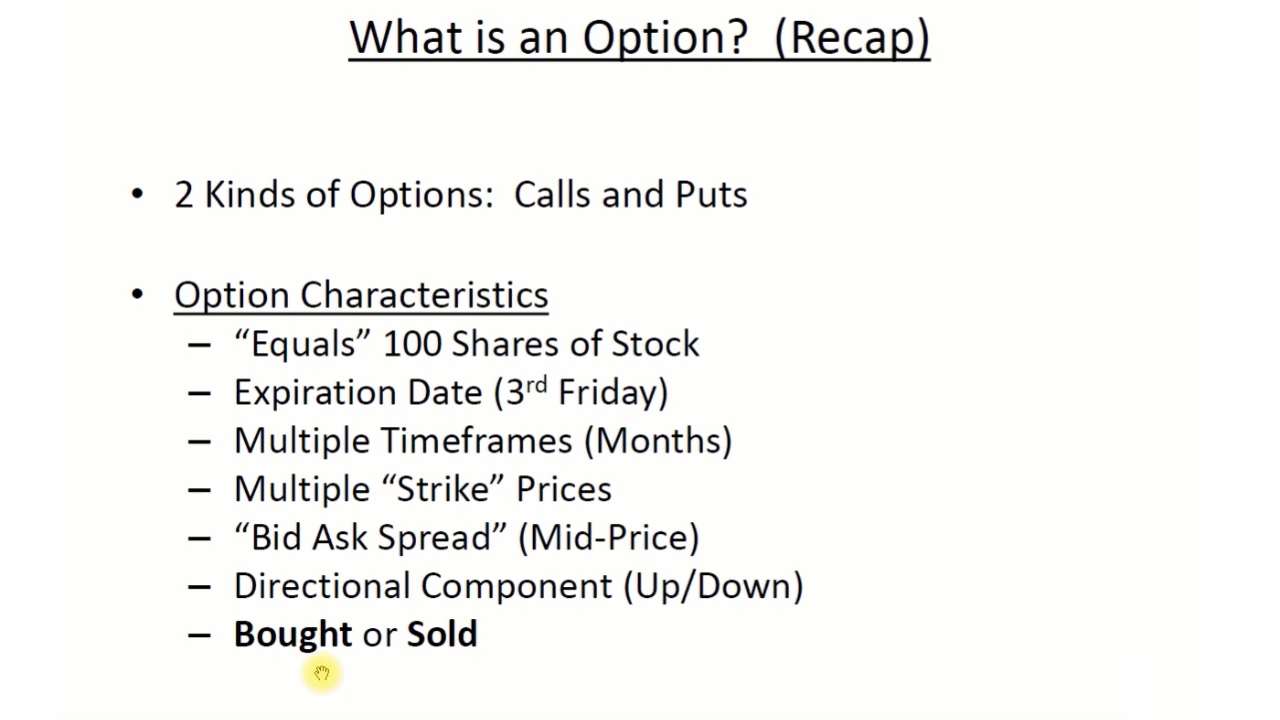 What is an Option?  (Recap)
• 2 Kinds of Options:  Calls and Puts
• Option Characteristics
– “Equals” 100 Shares of Stock
– Expiration Date (3rd Friday)
– Multiple Timeframes (Months)
– Multiple “Strike” Prices
– “Bid Ask Spread” (Mid-Price)
– Directional Component (Up/Down)
– Bought or Sold